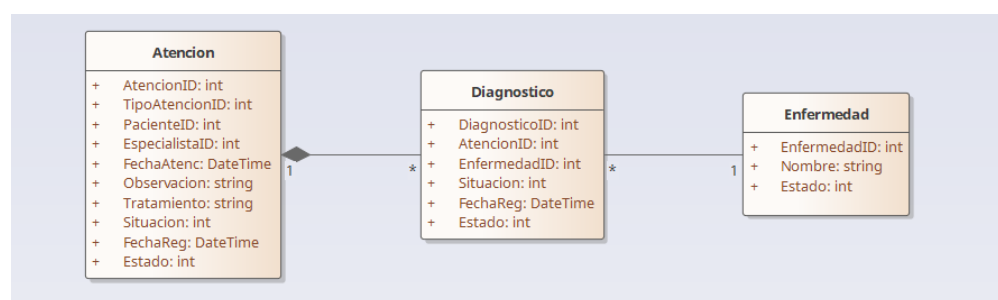 Atencion
+ AtencionID: int
+ TipoAtencionID: int
+ PacienteID: int
+ EspecialistaID: int
+ FechaAtenc: DateTime
+ Observacion: string
+ Tratamiento: string
+ Situacion: int
+ FechaReg: DateTime
+ Estado: int
1
*
Diagnostico
+ DiagnosticoID: int
+ AtencionID: int
+ EnfermedadID: int
+ Situacion: int
+ FechaReg: DateTime
+ Estado: int
*
1
Enfermedad
+ EnfermedadID: int
+ Nombre: string
+ Estado: int